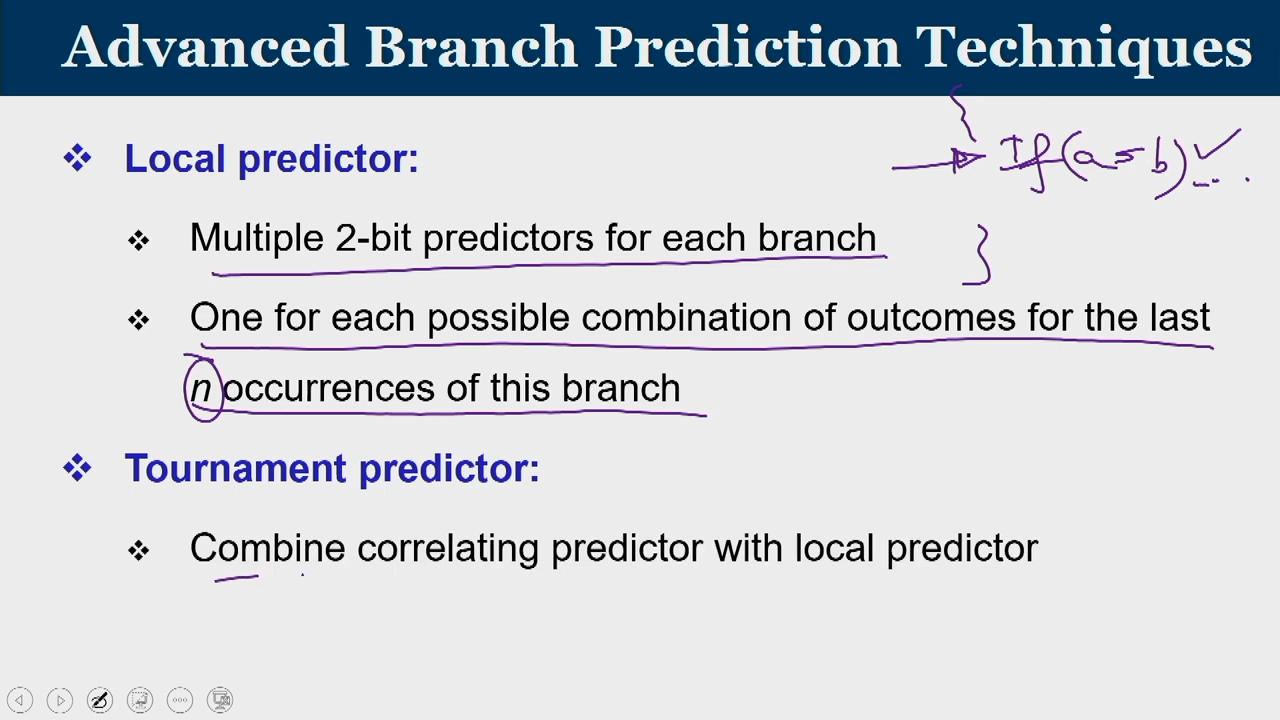 Advanced Branch Prediction Techniques
Local predictor:
If(a=b)
Multiple 2-bit predictors for each branch
One for each possible combination of outcomes for the last
n occurrences of this branch
Tournament predictor:
Combine correlating predictor with local predictor